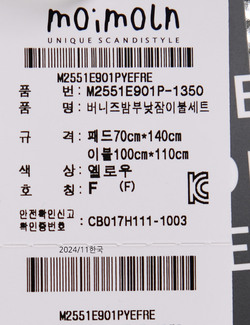 moimoln
UNIQUE SCANDISTYLE
M2551E901PYEFRE
품 번 : M2551E901P-1350
품 명 : 버니즈밤부낮잠이불세트
규 격 : 패드70cm*140cm
이불100cm*110cm
색 상 : 옐로우
호 칭 : F (F)
안전확인신고
확인증번호 : CB017H111-1003
2024/11한국
M2551E901PYEFRE